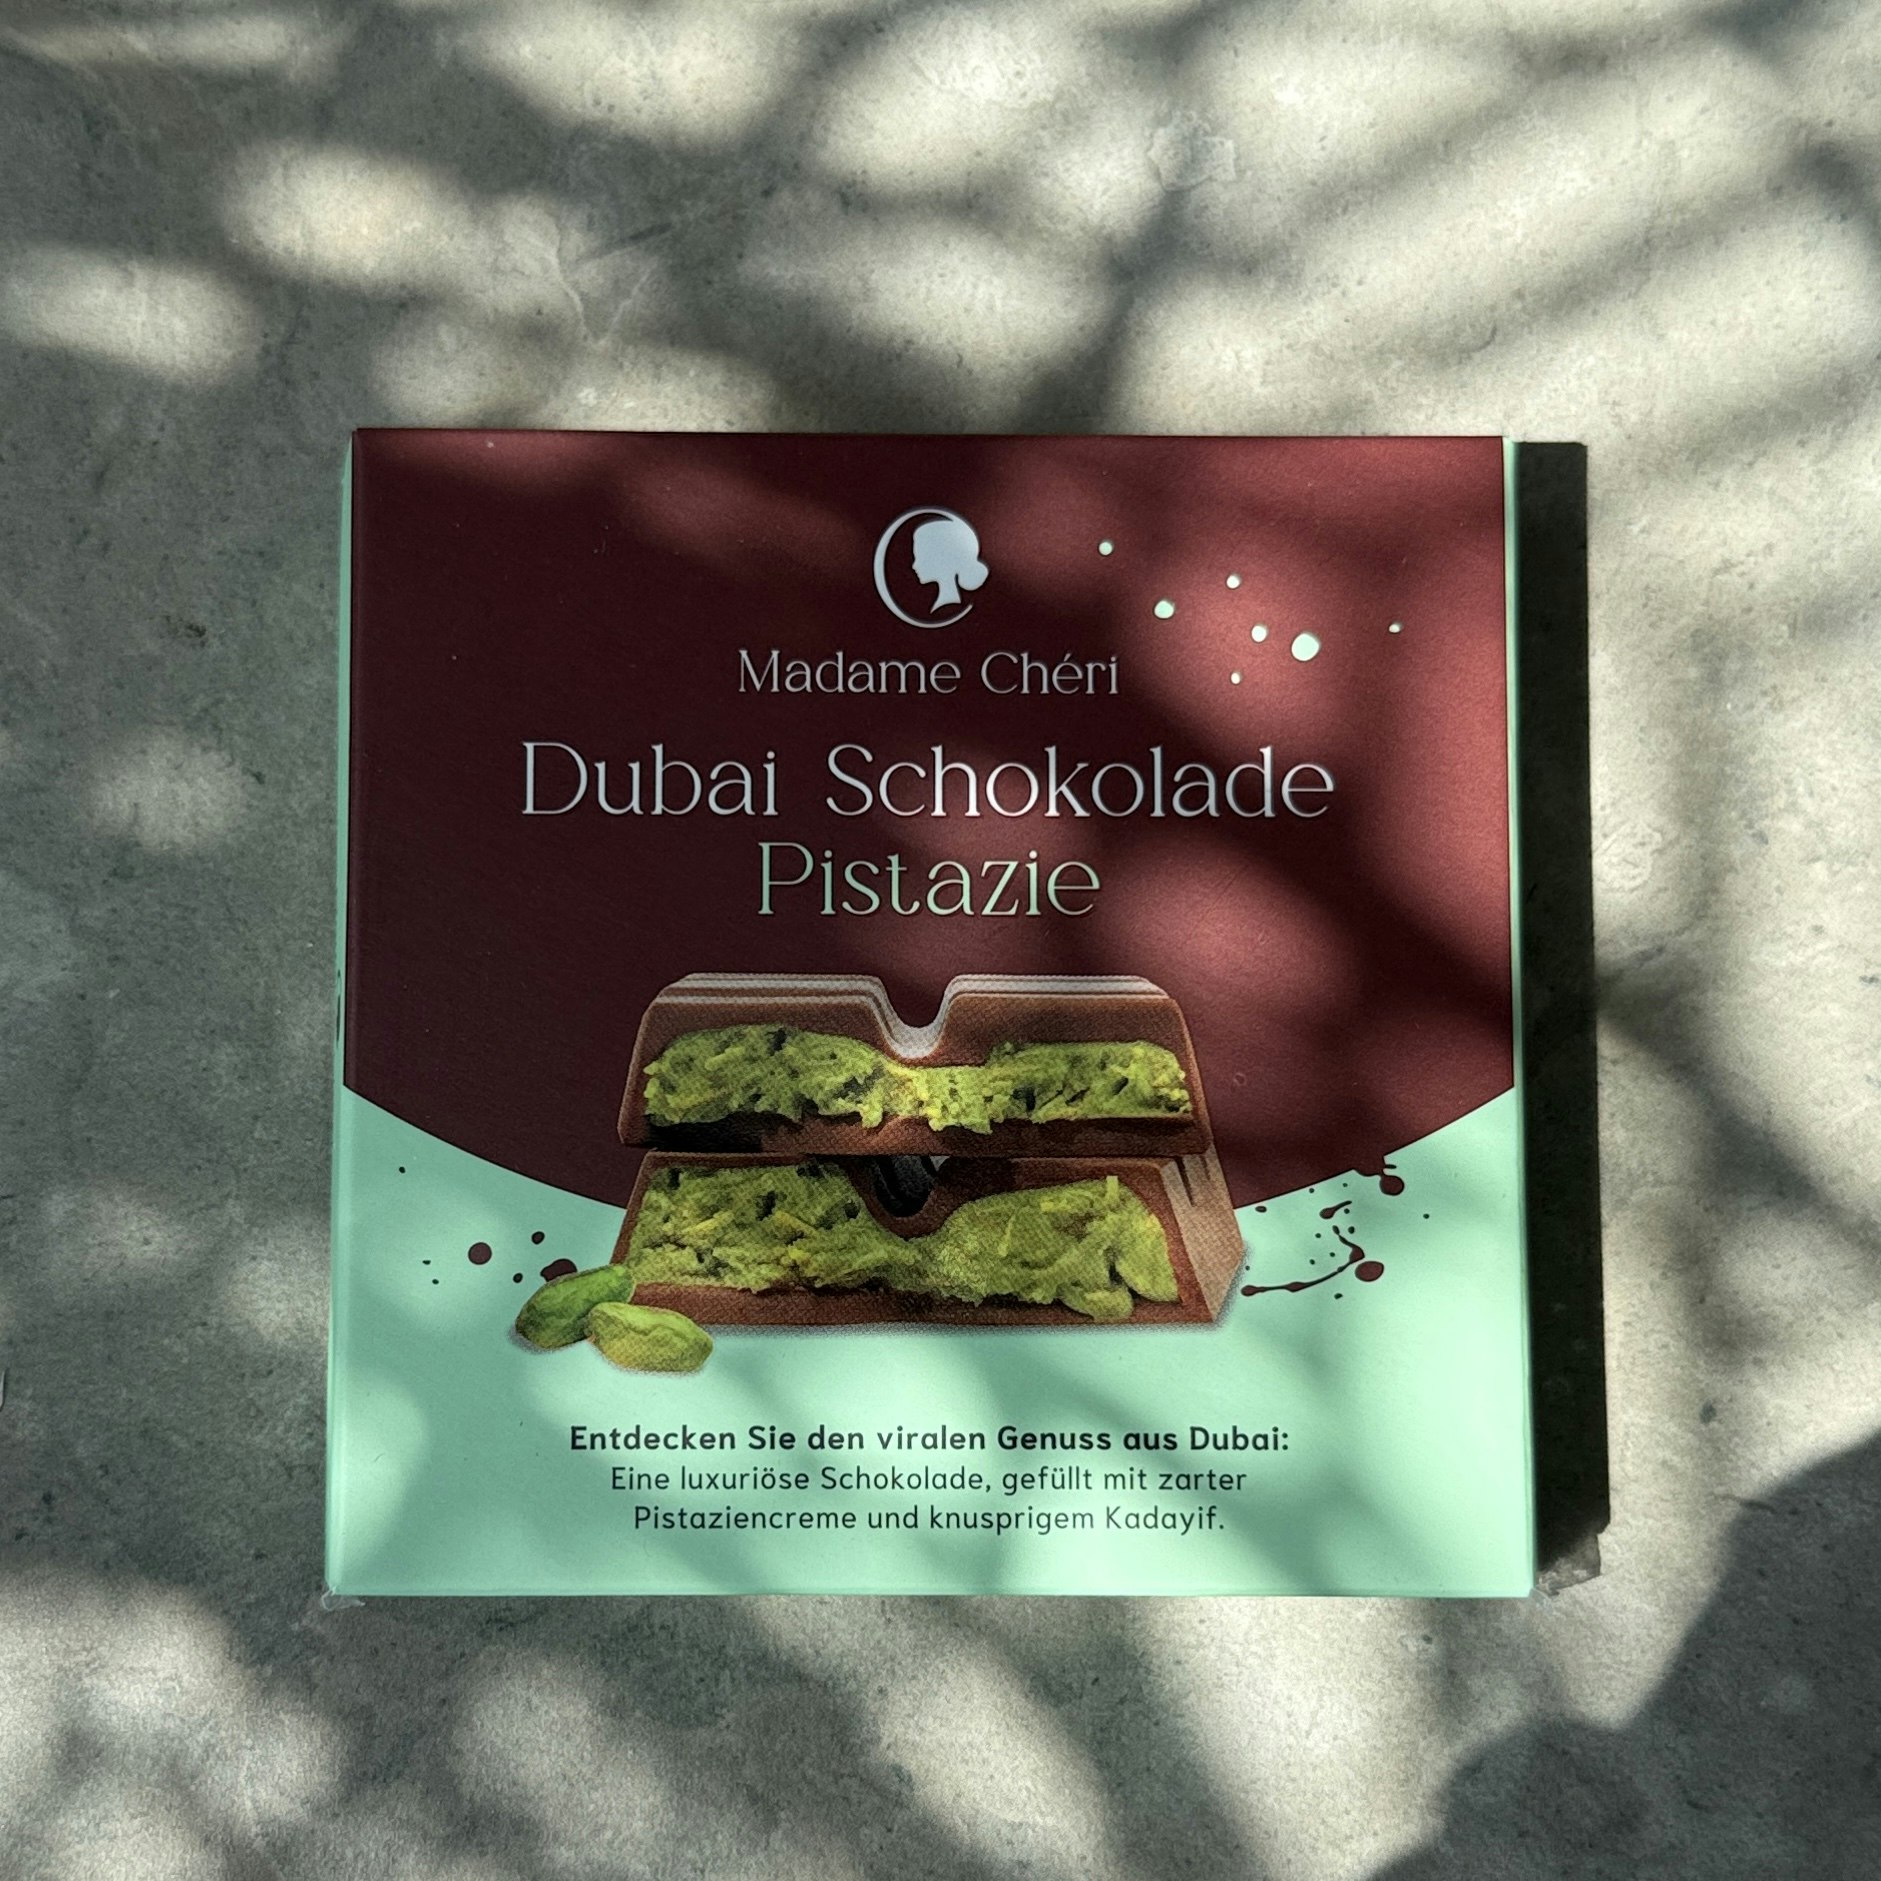 Madame Chéri
Dubai Schokolade
Pistazie
Entdecken Sie den viralen Genuss aus Dubai:
Eine luxuriöse Schokolade, gefüllt mit zarter
Pistaziencreme und knusprigem Kadayif.